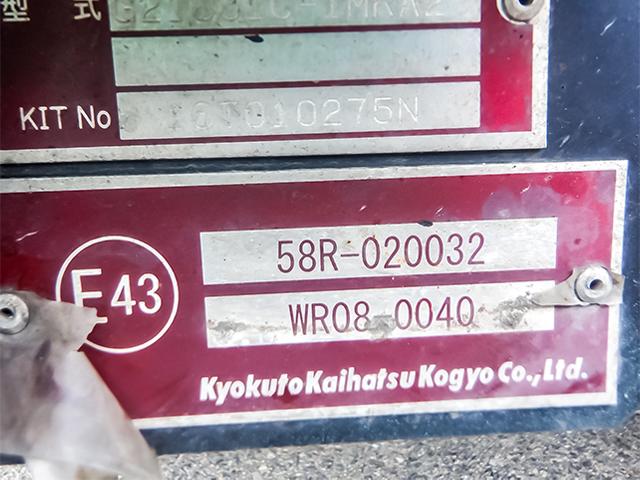 型式
KIT No
E43
58R-020032
WR08 0040
Kyokuto Kaihatsu Kogyo Co., Ltd.